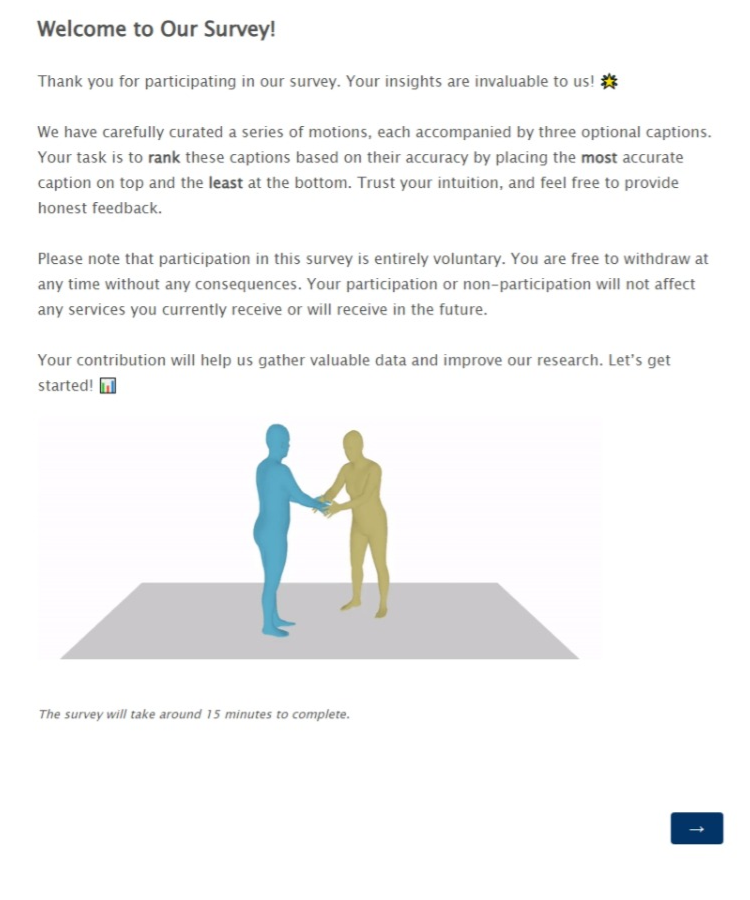 Welcome to Our Survey!
Thank you for participating in our survey. Your insights are invaluable to us!
We have carefully curated a series of motions, each accompanied by three optional captions.
Your task is to rank these captions based on their accuracy by placing the most accurate
caption on top and the least at the bottom. Trust your intuition, and feel free to provide
honest feedback.
Please note that participation in this survey is entirely voluntary. You are free to withdraw at
any time without any consequences. Your participation or non-participation will not affect
any services you currently receive or will receive in the future.
Your contribution will help us gather valuable data and improve our research. Let's get
started!
The survey will take around 15 minutes to complete.
→